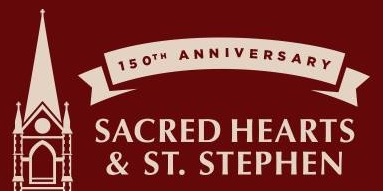 150TH ANNIVERSARY
SACRED HEARTS
& ST. STEPHEN